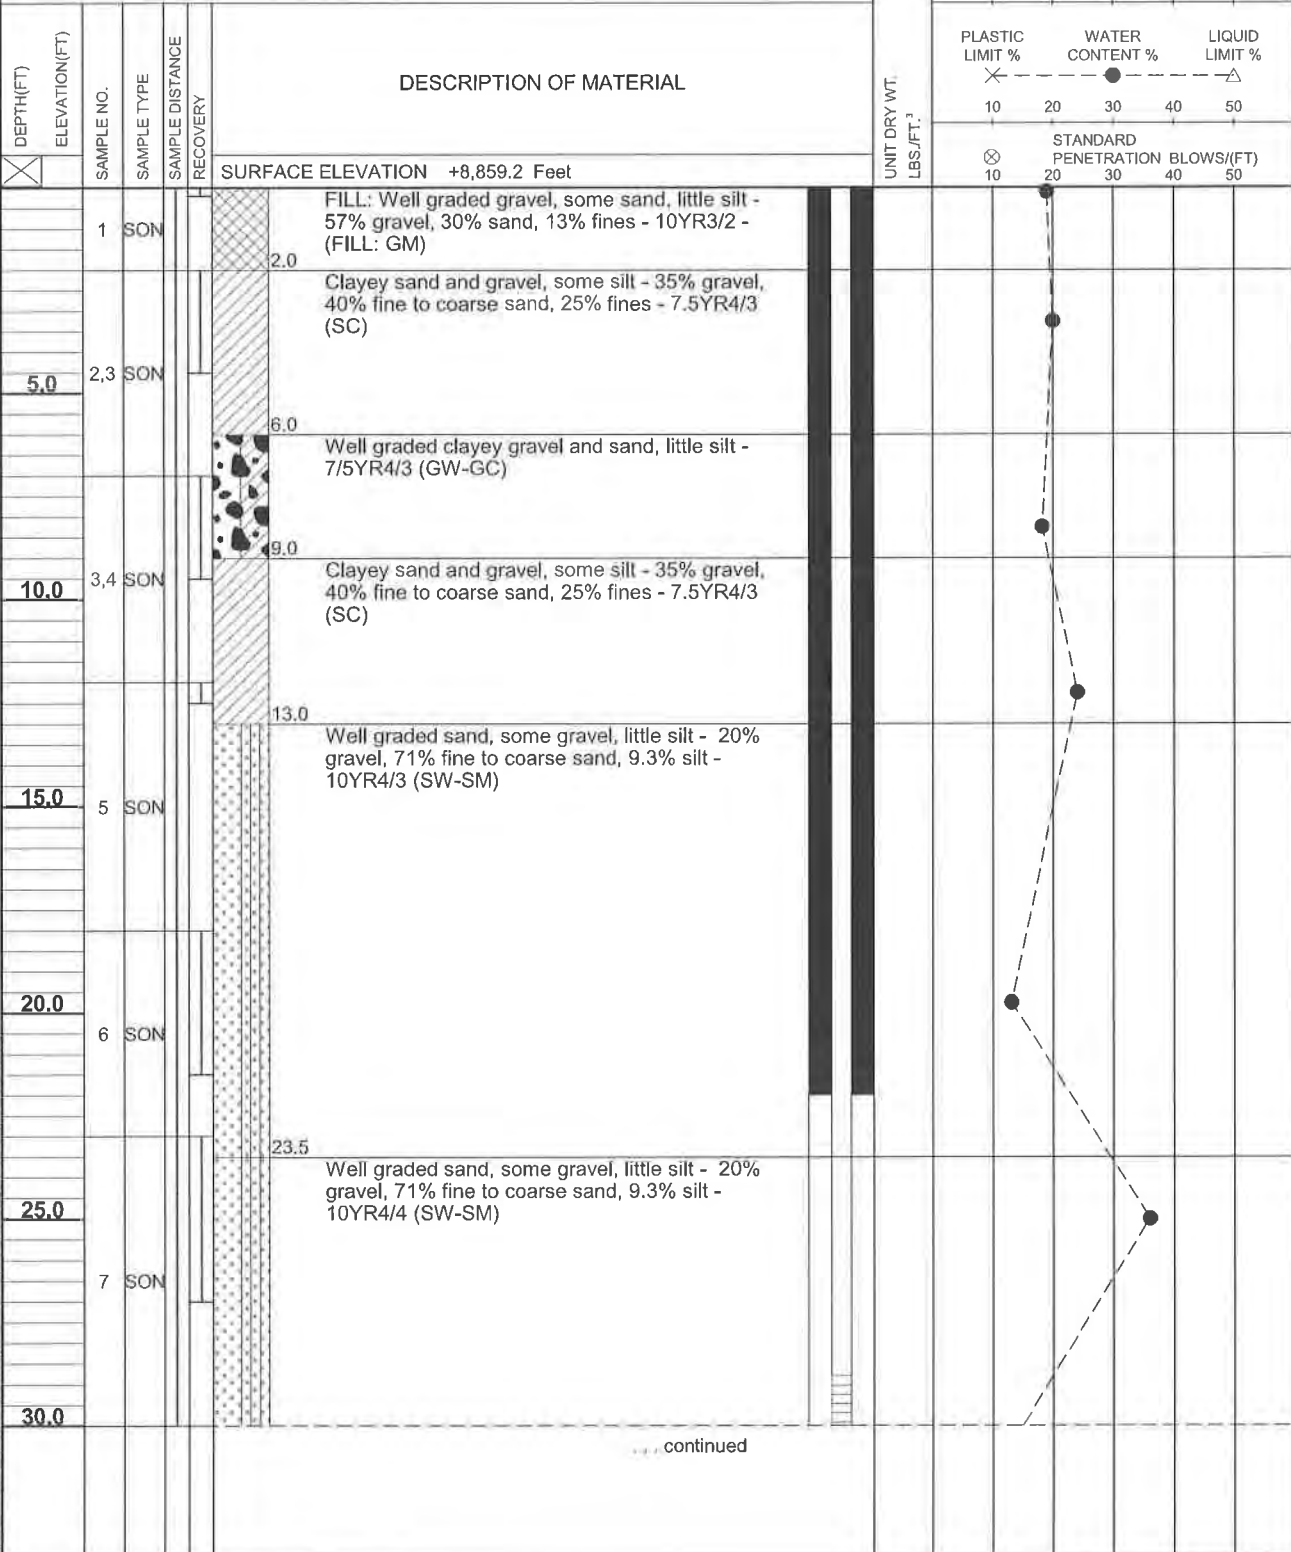 DEPTH(FT)
ELEVATION(FT)
SAMPLE NO.
SAMPLE TYPE
SAMPLE DISTANCE
RECOVERY
DESCRIPTION OF MATERIAL
SURFACE ELEVATION +8,859.2 Feet
UNIT DRY WT.
LBS./FT.³
PLASTIC LIMIT %
WATER CONTENT %
LIQUID LIMIT %
10 20 30 40 50
STANDARD
PENETRATION BLOWS/(FT)
10 20 30 40 50
FILL: Well graded gravel, some sand, little silt -
57% gravel, 30% sand, 13% fines - 10YR3/2 -
(FILL: GM)
1 SON
2.0
Clayey sand and gravel, some silt - 35% gravel,
40% fine to coarse sand, 25% fines - 7.5YR4/3
(SC)
2,3 SON
5.0
6.0
Well graded clayey gravel and sand, little silt -
7/5YR4/3 (GW-GC)
9.0
Clayey sand and gravel, some silt - 35% gravel,
40% fine to coarse sand, 25% fines - 7.5YR4/3
(SC)
3,4 SON
10.0
13.0
Well graded sand, some gravel, little silt - 20%
gravel, 71% fine to coarse sand, 9.3% silt -
10YR4/3 (SW-SM)
15.0
5 SON
20.0
6 SON
23.5
Well graded sand, some gravel, little silt - 20%
gravel, 71% fine to coarse sand, 9.3% silt -
10YR4/4 (SW-SM)
25.0
7 SON
30.0
... continued